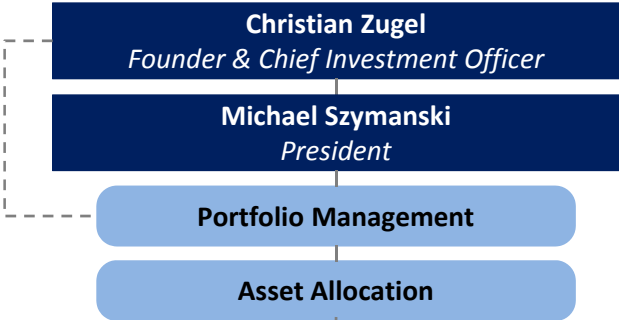 Christian Zugel
Founder & Chief Investment Officer
Michael Szymanski
President
Portfolio Management
Asset Allocation